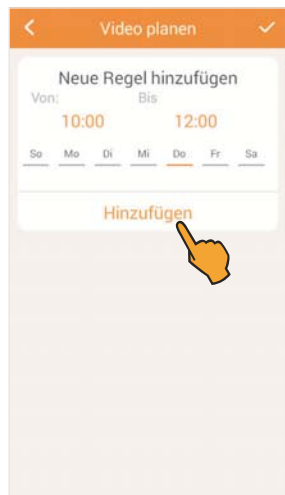 Video planen
Neue Regel hinzufügen
Von: Bis
10:00 12:00
So Mo Di Mi Do Fr Sa
Hinzufügen